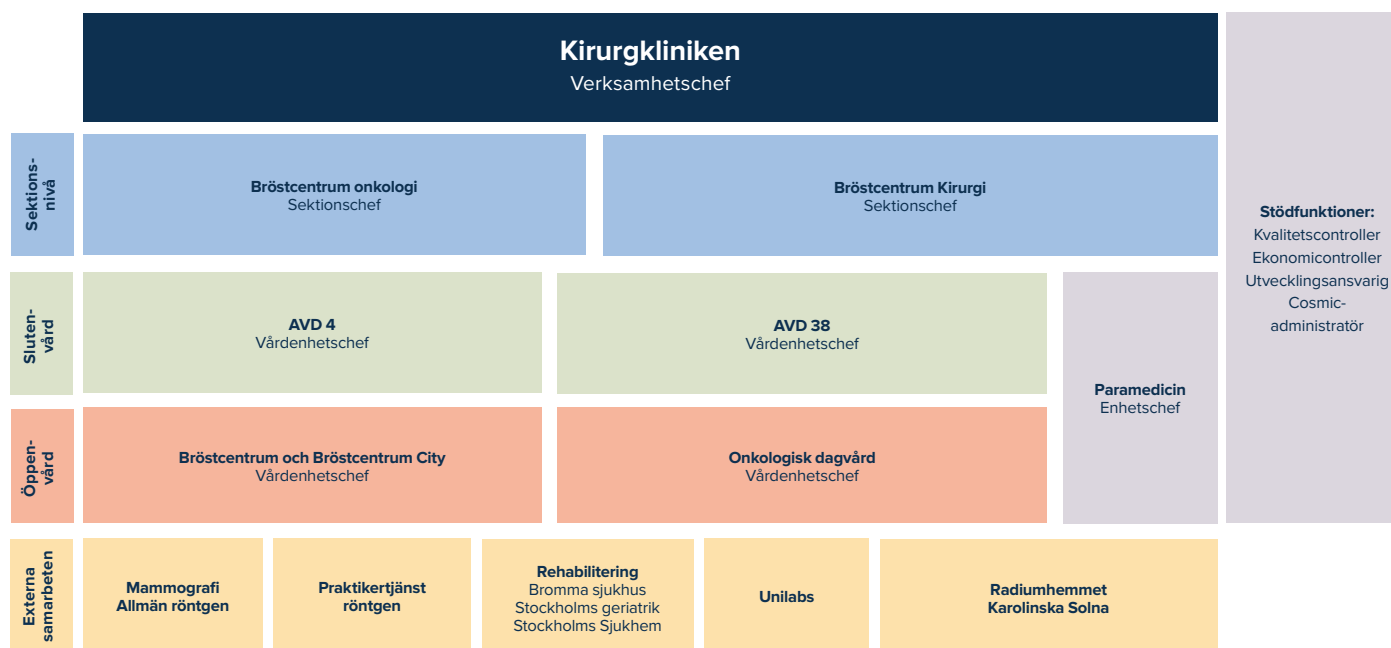 Kirurgkliniken
Verksamhetschef
Sektions-
nivå
Bröstcentrum onkologi
Sektionschef
Bröstcentrum Kirurgi
Sektionschef
Stödfunktioner:
Kvalitetscontroller
Ekonomicontroller
Utvecklingsansvarig
Cosmic-
administratör
Sluten-
vård
AVD 4
Vårdenhetschef
AVD 38
Vårdenhetschef
Paramedicin
Enhetschef
Öppen-
vård
Bröstcentrum och Bröstcentrum City
Vårdenhetschef
Onkologisk dagvård
Vårdenhetschef
Externa
samarbeten
Mammografi
Allmän röntgen
Praktikertjänst
röntgen
Rehabilitering
Bromma sjukhus
Stockholms geriatrik
Stockholms Sjukhem
Unilabs
Radiumhemmet
Karolinska Solna